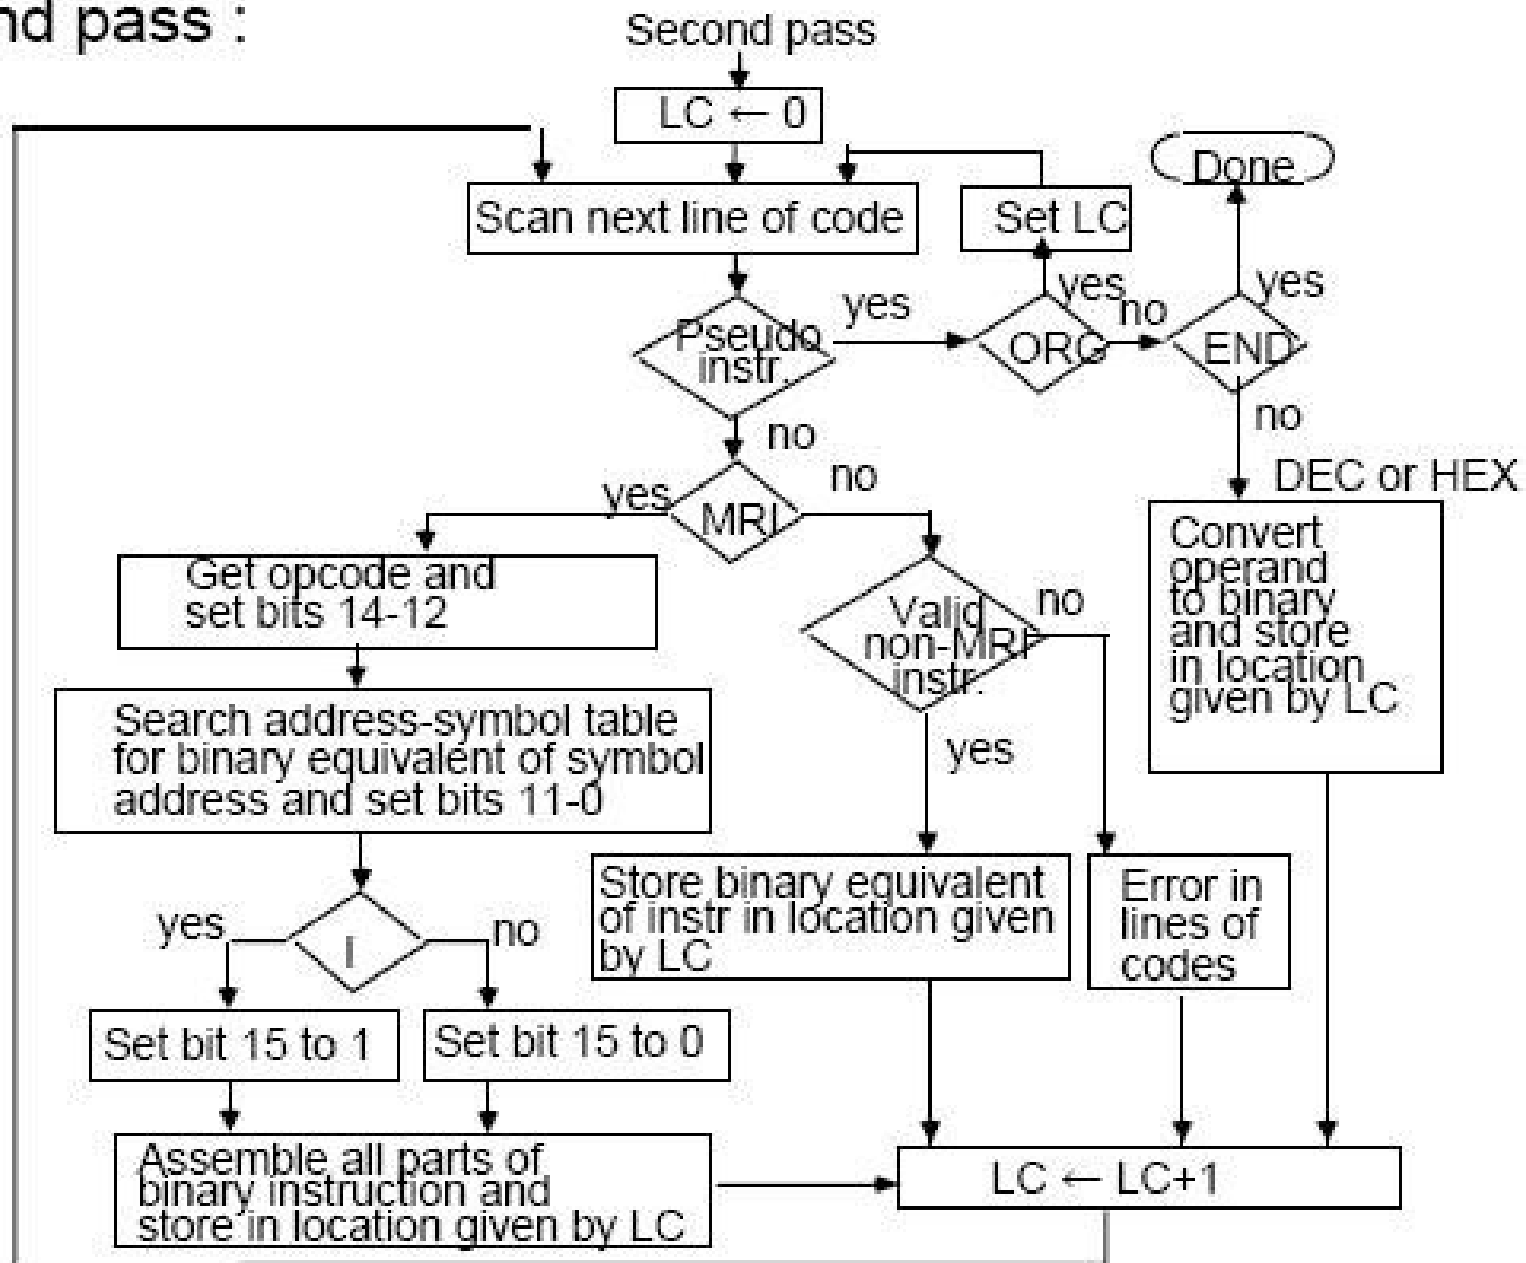 nd pass :
Second pass
LC ← 0
Done
Scan next line of code
Set LC
yes
yes
no
yes
Pseudo
instr.
ORG
END
no
no
DEC or HEX
yes
no
MRI
Convert
operand
to binary
and store
in location
given by LC
Get opcode and
set bits 14-12
Valid
non-MRI
instr.
no
Search address-symbol table
for binary equivalent of symbol
address and set bits 11-0
yes
Store binary equivalent
of instr in location given
by LC
Error in
lines of
codes
yes
no
I
Set bit 15 to 1
Set bit 15 to 0
Assemble all parts of
binary instruction and
store in location given by LC
LC ← LC+1